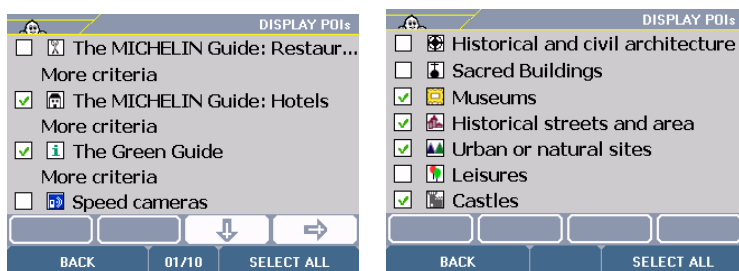 DISPLAY POIs
The MICHELIN Guide: Restaur...
More criteria
The MICHELIN Guide: Hotels
More criteria
i The Green Guide
More criteria
Speed cameras
BACK 01/10 SELECT ALL
DISPLAY POIs
Historical and civil architecture
Sacred Buildings
Museums
Historical streets and area
Urban or natural sites
Leisures
Castles
BACK SELECT ALL